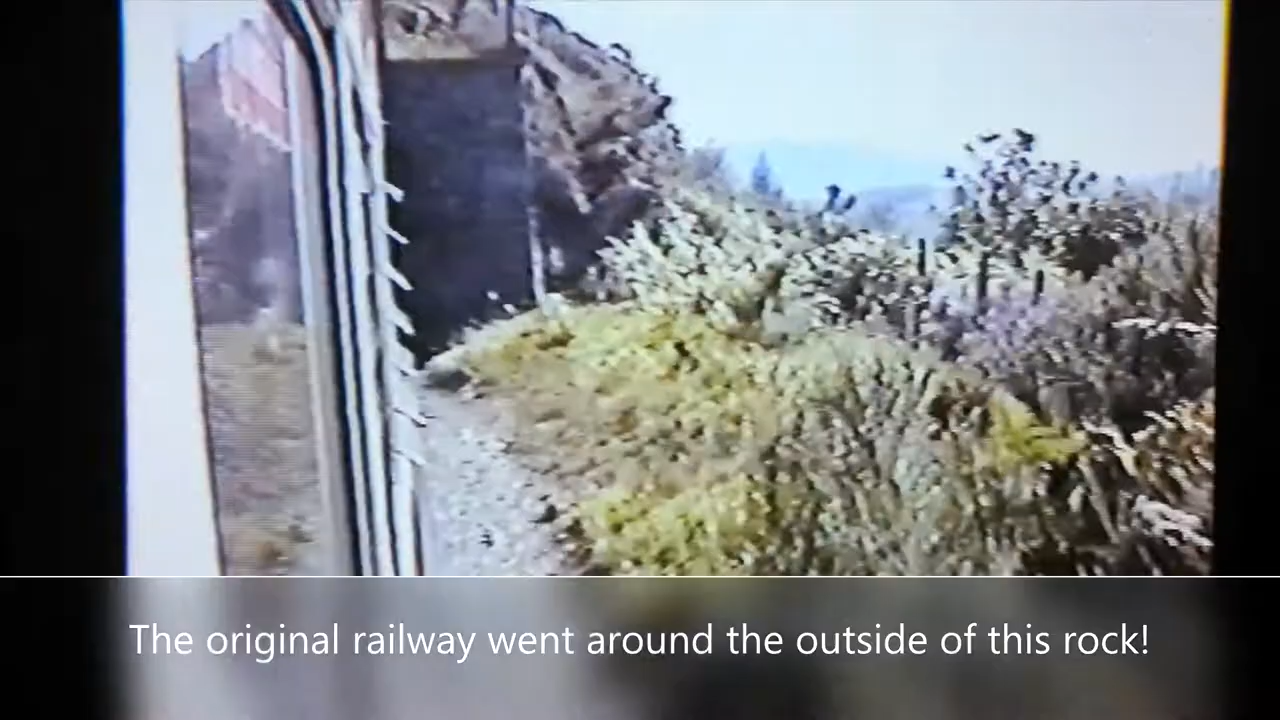 The original railway went around the outside of this rock!